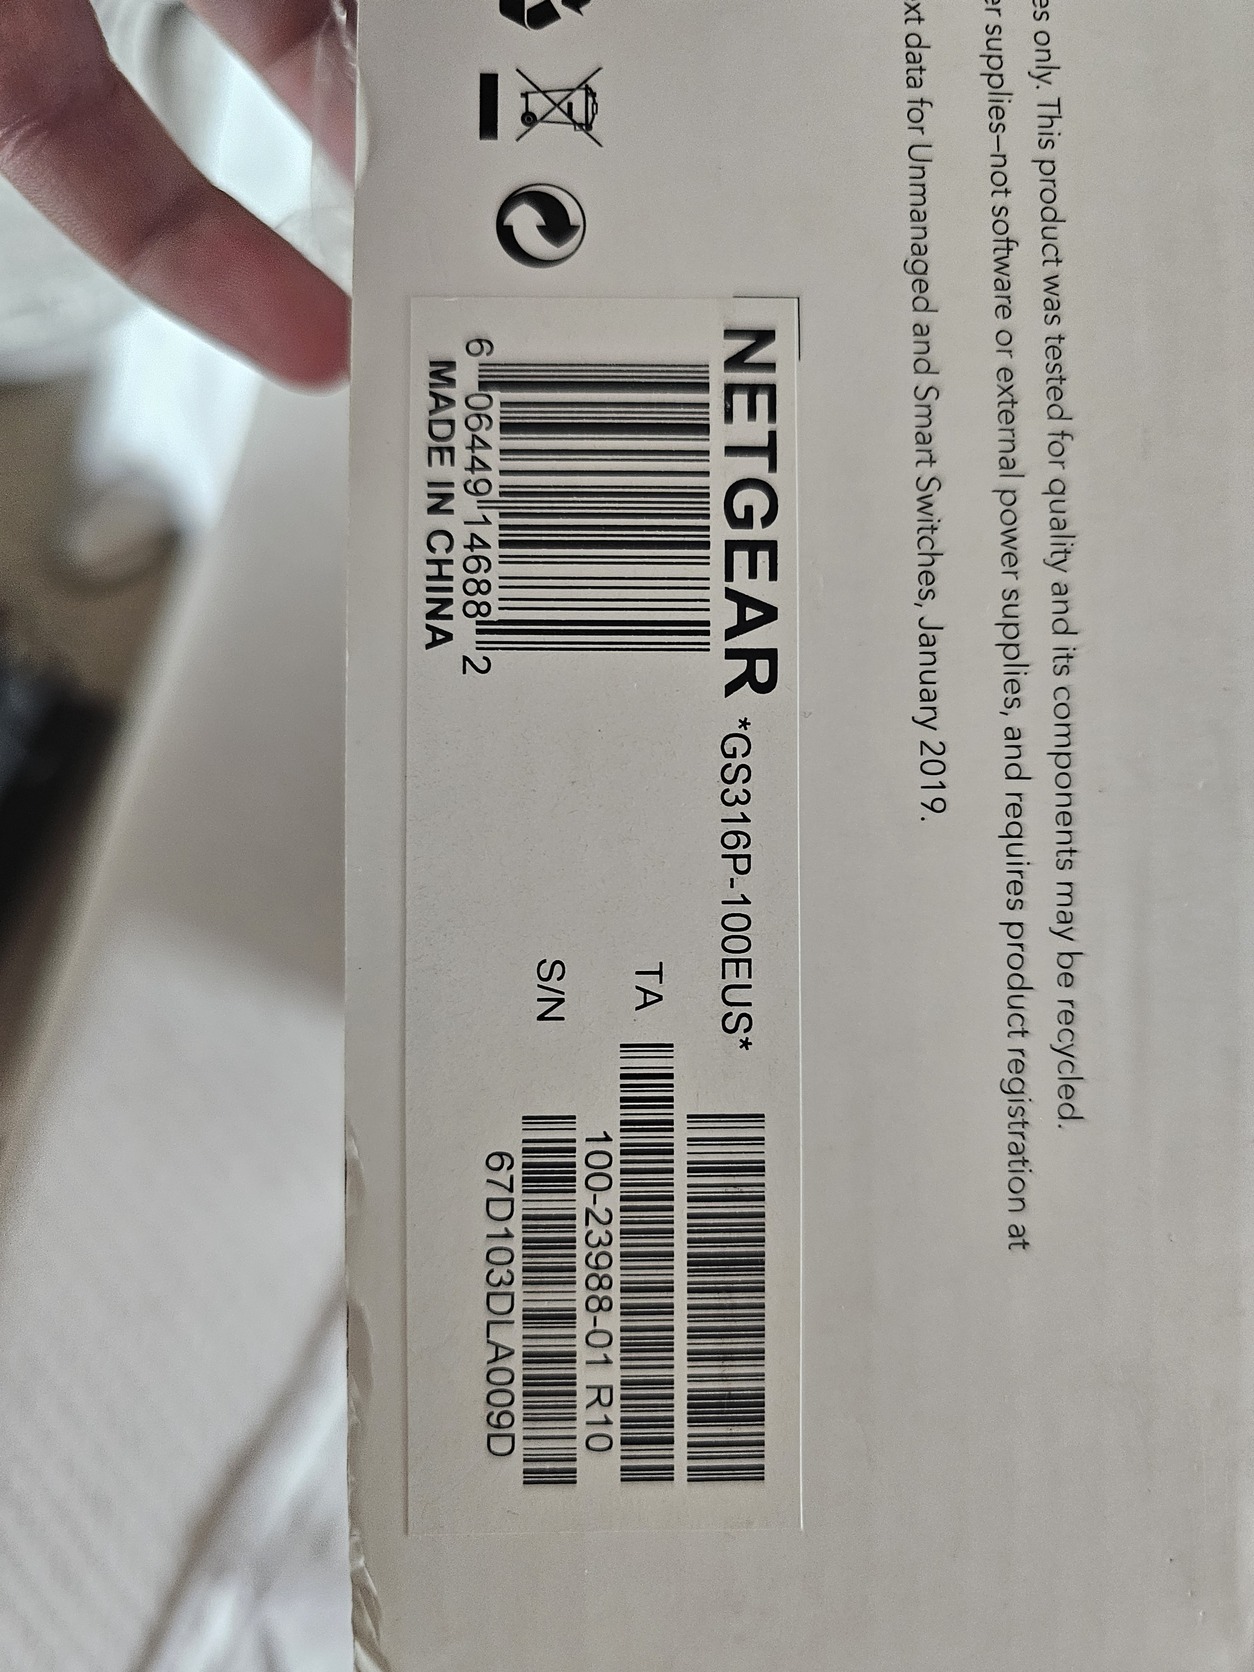 es only. This product was tested for quality and its components may be recycled.
er supplies—not software or external power supplies, and requires product registration at
xt data for Unmanaged and Smart Switches, January 2019.
NETGEAR *GS316P-100EUS*
6 06449 14688 2
MADE IN CHINA
TA
100-23988-01 R10
S/N
67D103DLA009D